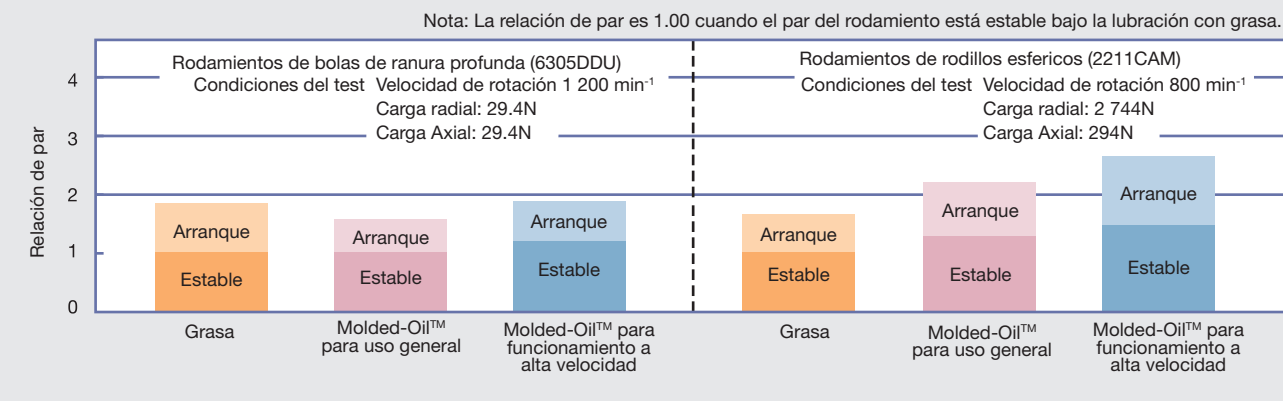 Nota: La relación de par es 1.00 cuando el par del rodamiento está estable bajo la lubración con grasa.
Relación de par
4
3
2
1
0
Rodamientos de bolas de ranura profunda (6305DDU)
Condiciones del test Velocidad de rotación 1 200 min-1
Carga radial: 29.4N
Carga Axial: 29.4N
Rodamientos de rodillos esfericos (2211CAM)
Condiciones del test Velocidad de rotación 800 min-1
Carga radial: 2 744N
Carga Axial: 294N
Arranque
Estable
Arranque
Estable
Arranque
Estable
Arranque
Estable
Arranque
Estable
Arranque
Estable
Grasa
Molded-Oil™
para uso general
Molded-Oil™ para
funcionamiento a
alta velocidad
Grasa
Molded-Oil™
para uso general
Molded-Oil™ para
funcionamiento a
alta velocidad